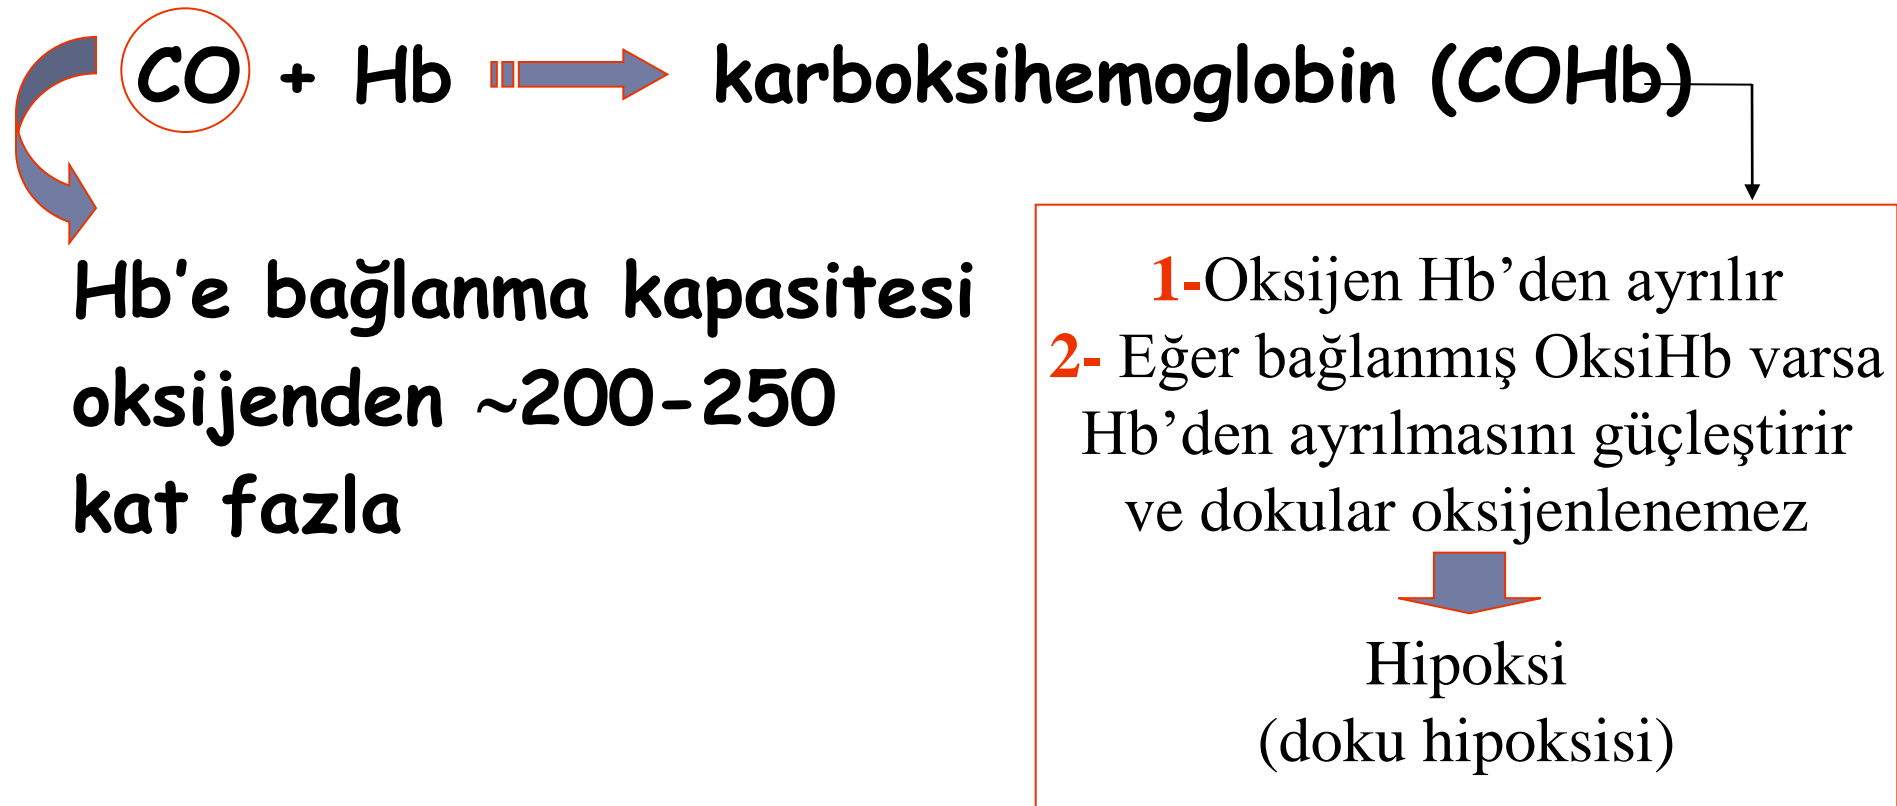 CO + Hb karboksihemoglobin (COHb)
Hb’e bağlanma kapasitesi
oksijenden ~200-250
kat fazla
1-Oksijen Hb’den ayrılır
2- Eğer bağlanmış OksiHb varsa
Hb’den ayrılmasını güçleştirir
ve dokular oksijenlenemez
Hipoksi
(doku hipoksisi)